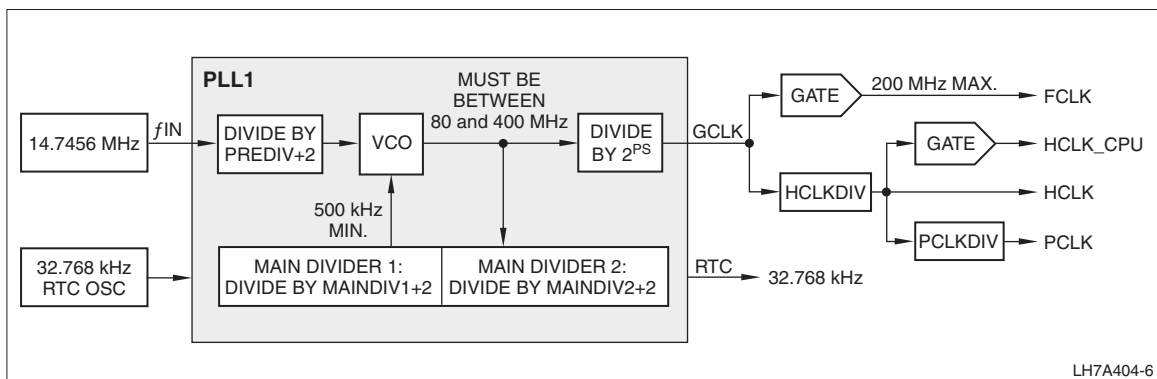 PLL1
MUST BE
BETWEEN
80 and 400 MHz
14.7456 MHz
ƒIN
DIVIDE BY
PREDIV+2
VCO
DIVIDE
BY 2^PS
GCLK
GATE
200 MHz MAX.
FCLK
GATE
HCLK_CPU
HCLKDIV
HCLK
PCLKDIV
PCLK
500 kHz
MIN.
32.768 kHz
RTC OSC
MAIN DIVIDER 1:
DIVIDE BY MAINDIV1+2
MAIN DIVIDER 2:
DIVIDE BY MAINDIV2+2
RTC
32.768 kHz
LH7A404-6